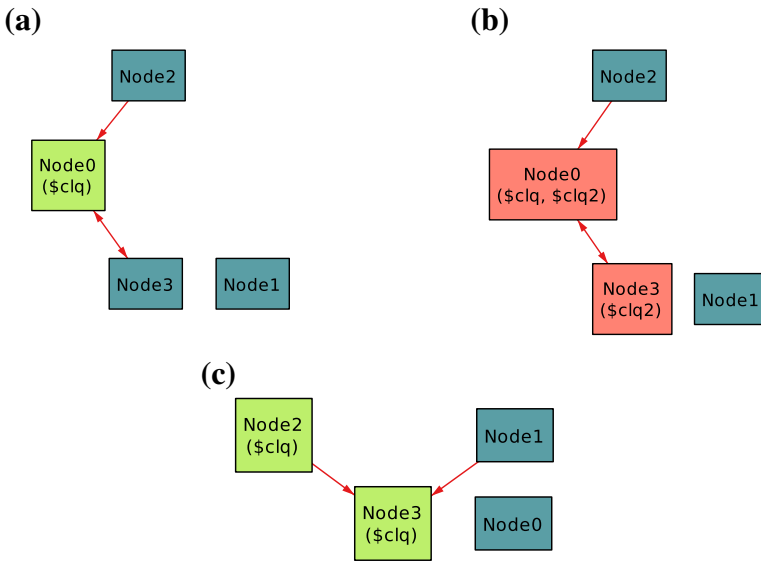 (a)
Node2
Node0
($clq)
Node3
Node1
(b)
Node2
Node0
($clq, $clq2)
Node3
($clq2)
Node1
(c)
Node2
($clq)
Node1
Node3
($clq)
Node0